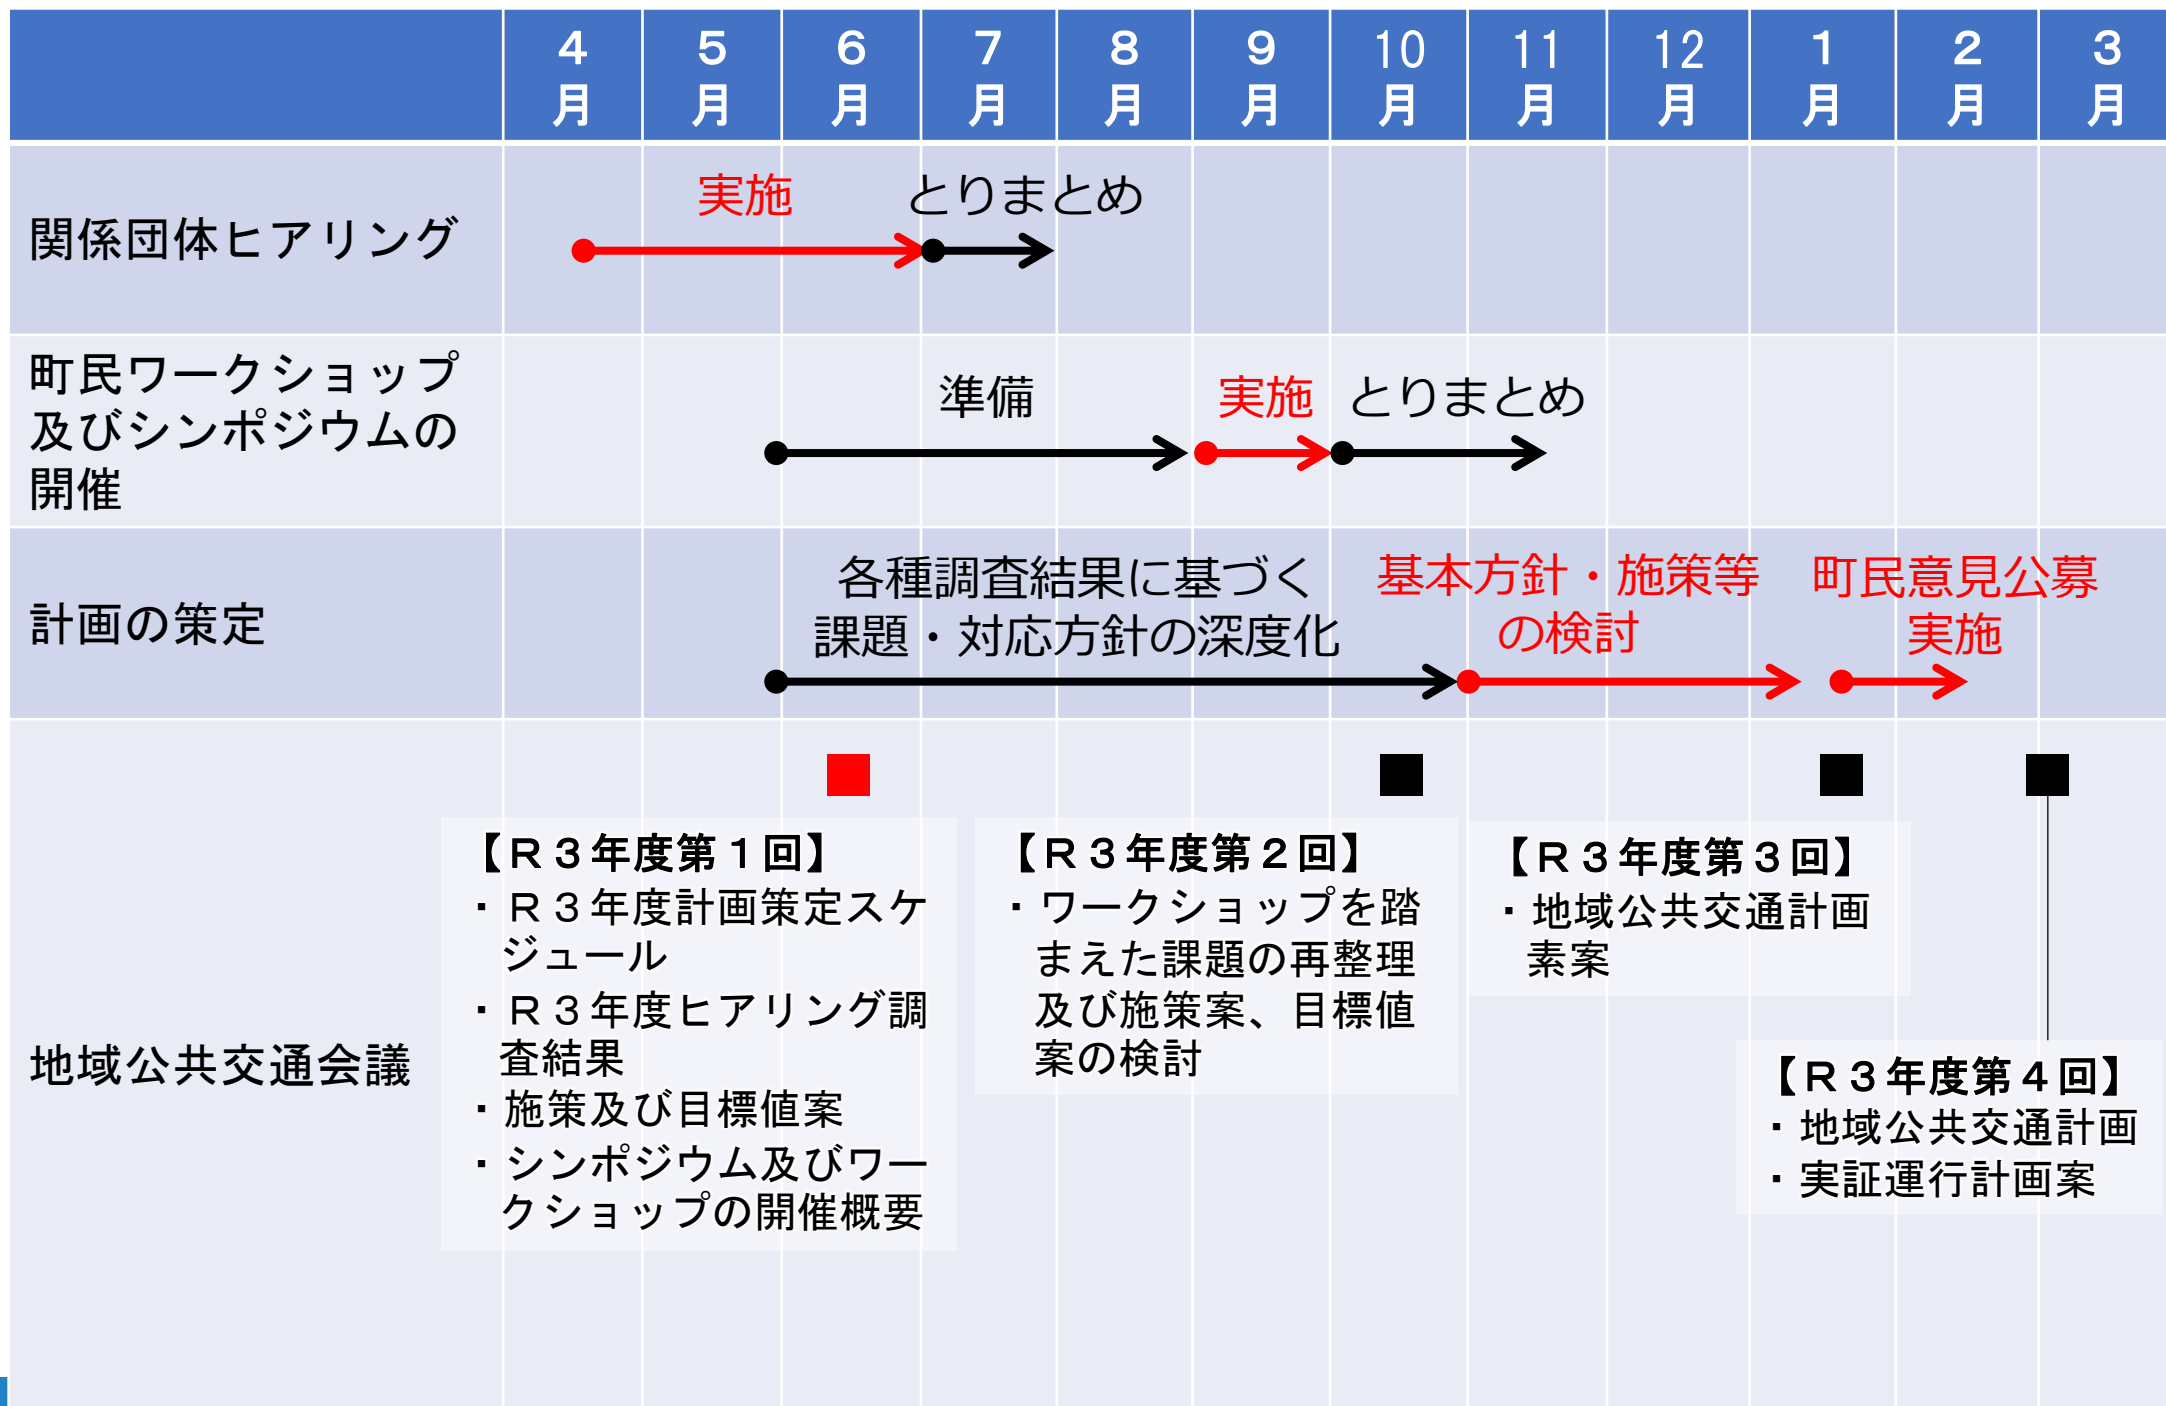 ４月
５月
６月
７月
８月
９月
10月
11月
12月
１月
２月
３月
関係団体ヒアリング
実施
とりまとめ
町民ワークショップ
及びシンポジウムの
開催
準備
実施
とりまとめ
計画の策定
各種調査結果に基づく
課題・対応方針の深度化
基本方針・施策等
の検討
町民意見公募
実施
地域公共交通会議
【Ｒ３年度第１回】
・Ｒ３年度計画策定スケ
ジュール
・Ｒ３年度ヒアリング調
査結果
・施策及び目標値案
・シンポジウム及びワー
クショップの開催概要
【Ｒ３年度第２回】
・ワークショップを踏
まえた課題の再整理
及び施策案、目標値
案の検討
【Ｒ３年度第３回】
・地域公共交通計画
素案
【Ｒ３年度第４回】
・地域公共交通計画
・実証運行計画案